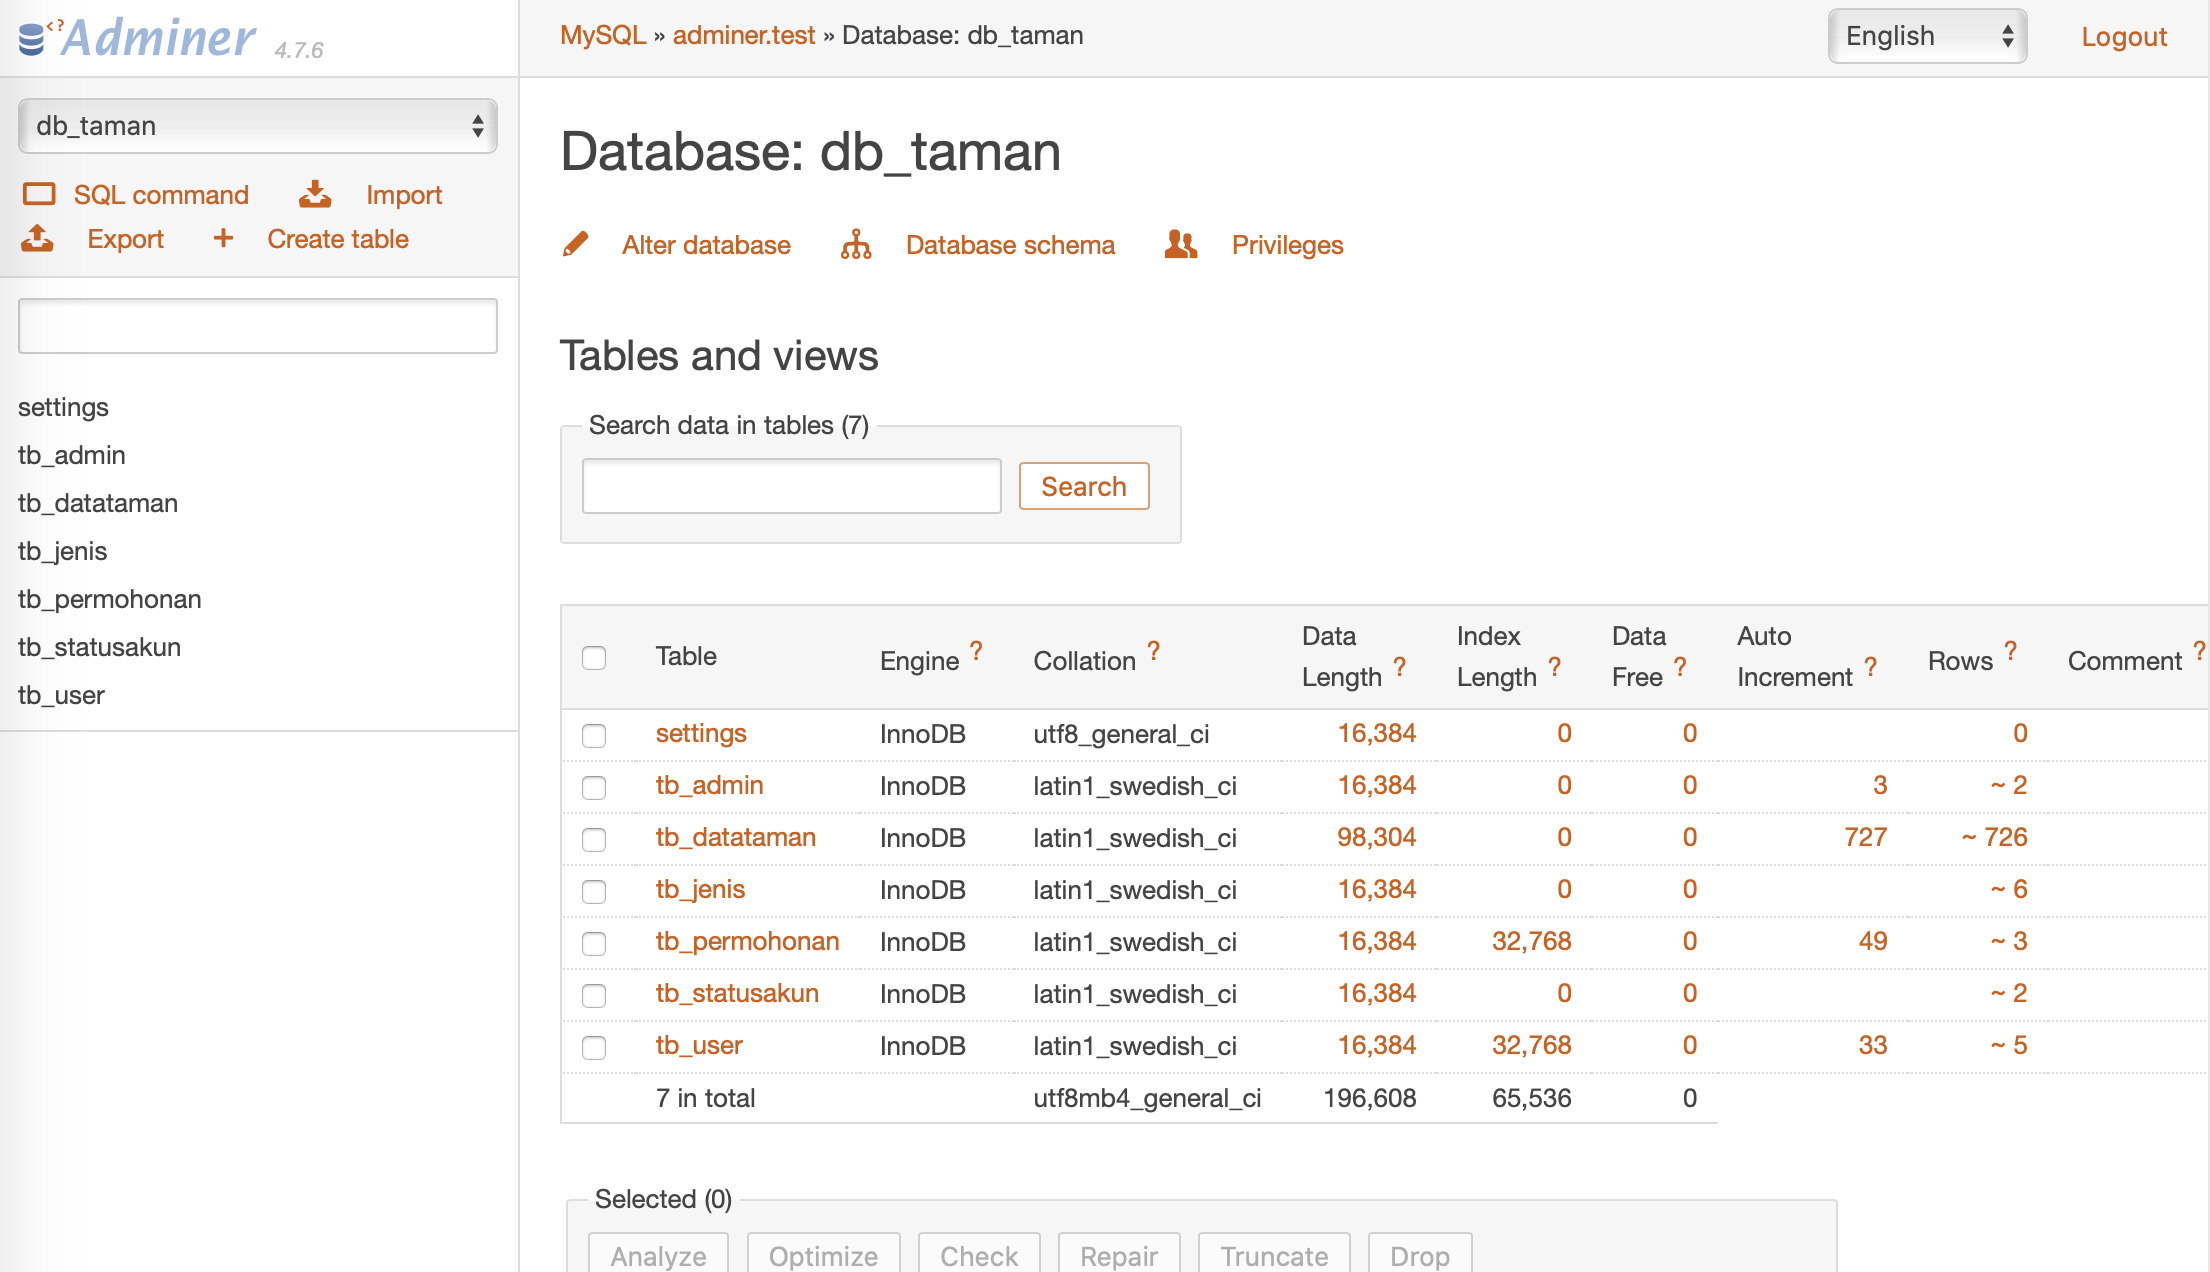 Adminer 4.7.6
MySQL » adminer.test » Database: db_taman
English
Logout
db_taman
SQL command Import
Export + Create table
settings
tb_admin
tb_datataman
tb_jenis
tb_permohonan
tb_statusakun
tb_user
Database: db_taman
Alter database Database schema Privileges
Tables and views
Search data in tables (7)
Search
Table Engine ? Collation ? Data Length ? Index Length ? Data Free ? Auto Increment ? Rows ? Comment ?
settings InnoDB utf8_general_ci 16,384 0 0 0
tb_admin InnoDB latin1_swedish_ci 16,384 0 0 3 ~ 2
tb_datataman InnoDB latin1_swedish_ci 98,304 0 0 727 ~ 726
tb_jenis InnoDB latin1_swedish_ci 16,384 0 0 ~ 6
tb_permohonan InnoDB latin1_swedish_ci 16,384 32,768 0 49 ~ 3
tb_statusakun InnoDB latin1_swedish_ci 16,384 0 0 ~ 2
tb_user InnoDB latin1_swedish_ci 16,384 32,768 0 33 ~ 5
7 in total utf8mb4_general_ci 196,608 65,536 0
Selected (0)
Analyze Optimize Check Repair Truncate Drop